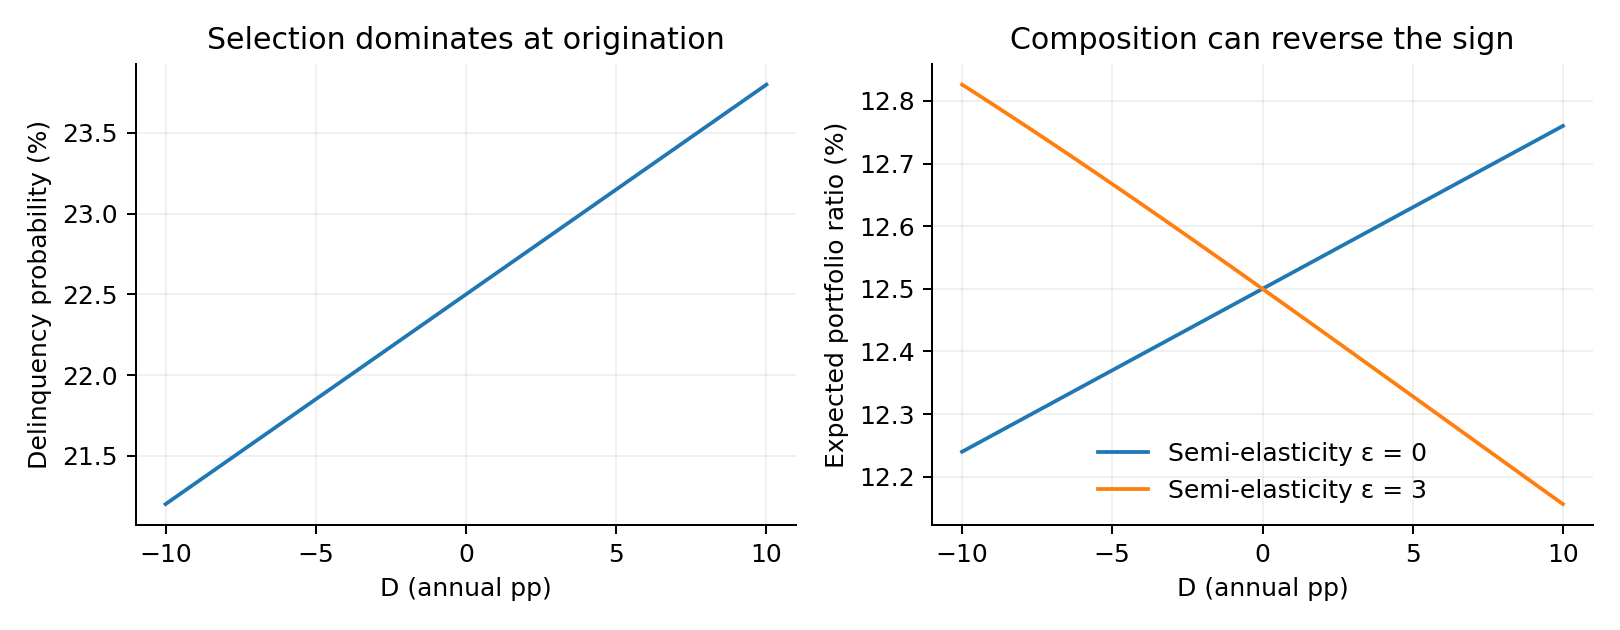 Selection dominates at origination
Delinquency probability (%)
23.5
23.0
22.5
22.0
21.5
−10
−5
0
5
10
D (annual pp)
Composition can reverse the sign
Expected portfolio ratio (%)
12.8
12.7
12.6
12.5
12.4
12.3
12.2
Semi-elasticity ε = 0
Semi-elasticity ε = 3
−10
−5
0
5
10
D (annual pp)